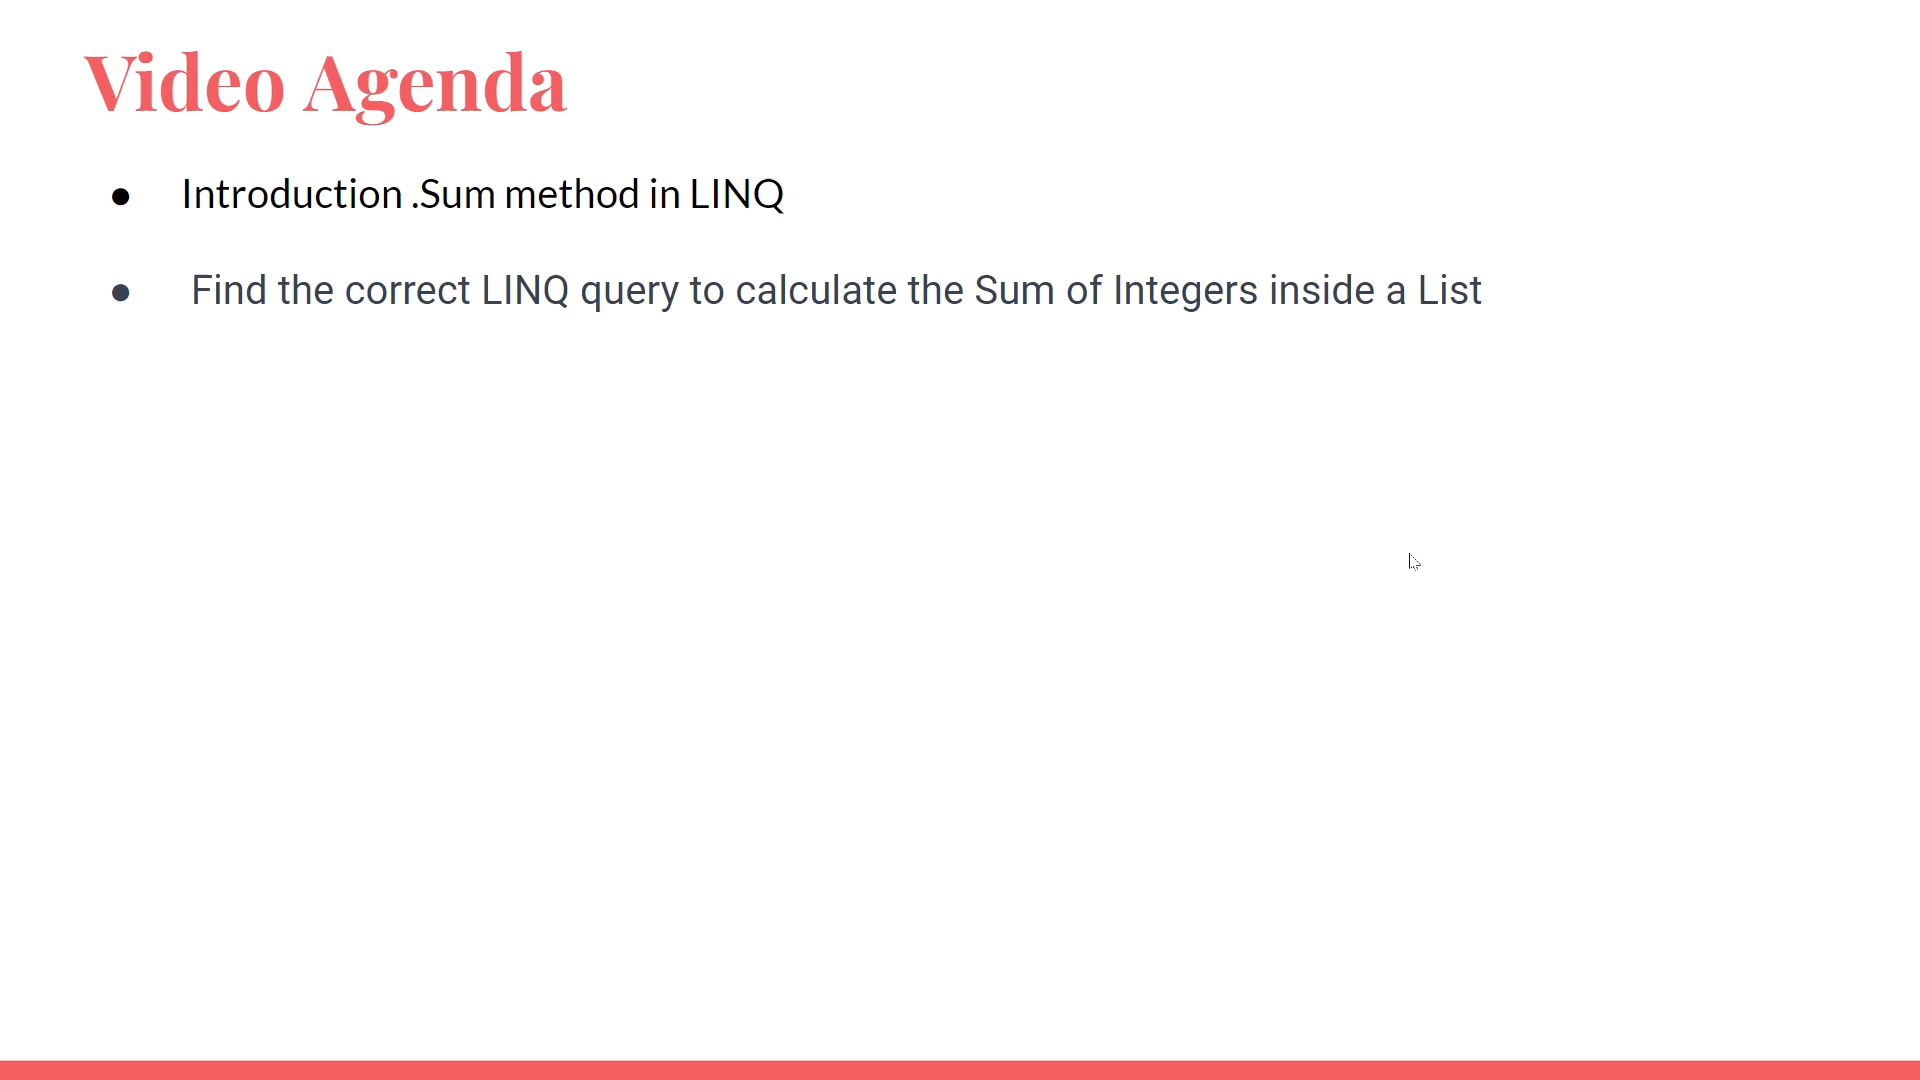 Video Agenda
● Introduction .Sum method in LINQ
● Find the correct LINQ query to calculate the Sum of Integers inside a List